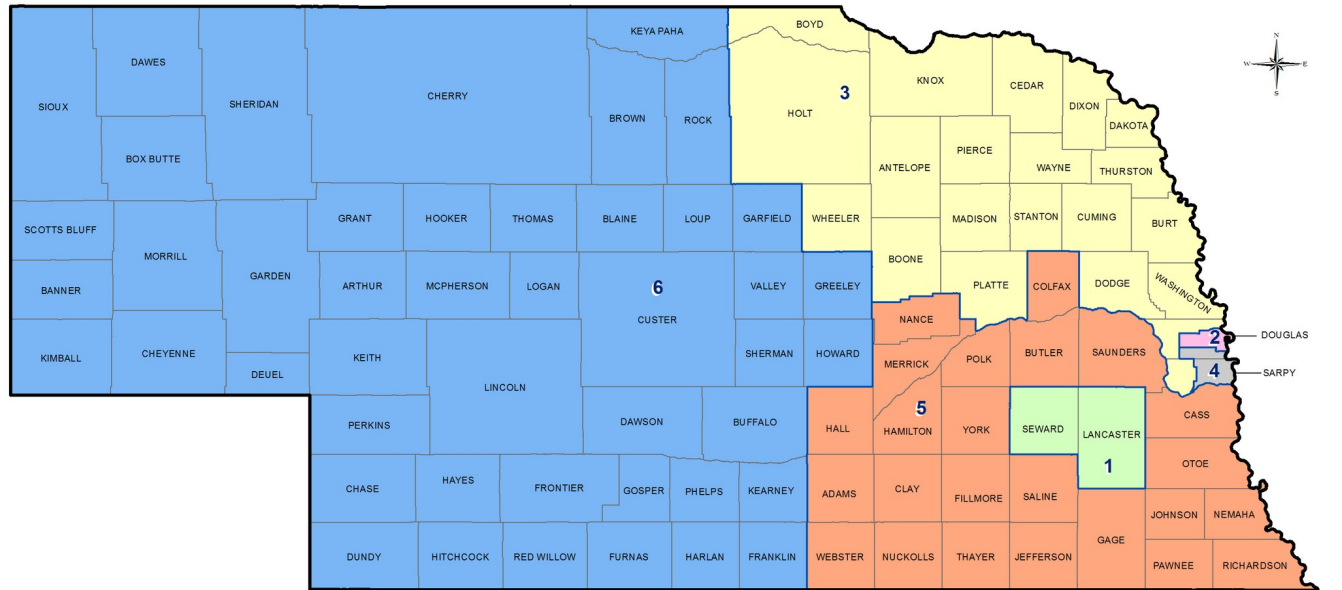 N
W E
S
BOYD
KEYA PAHA
DAWES
KNOX
CEDAR
SIOUX
SHERIDAN
CHERRY
3
DIXON
HOLT
BROWN
ROCK
DAKOTA
PIERCE
BOX BUTTE
ANTELOPE
WAYNE
THURSTON
GRANT
HOOKER
THOMAS
BLAINE
LOUP
GARFIELD
WHEELER
MADISON
STANTON
CUMING
BURT
SCOTTS BLUFF
MORRILL
BOONE
GARDEN
BANNER
ARTHUR
MCPHERSON
LOGAN
6
VALLEY
GREELEY
PLATTE
COLFAX
DODGE
WASHINGTON
CUSTER
NANCE
2
DOUGLAS
KIMBALL
CHEYENNE
KEITH
SHERMAN
HOWARD
MERRICK
POLK
BUTLER
SAUNDERS
4
SARPY
DEUEL
LINCOLN
5
PERKINS
DAWSON
BUFFALO
HALL
HAMILTON
YORK
SEWARD
LANCASTER
CASS
1
OTOE
CHASE
HAYES
FRONTIER
GOSPER
PHELPS
KEARNEY
ADAMS
CLAY
FILLMORE
SALINE
JOHNSON
NEMAHA
GAGE
DUNDY
HITCHCOCK
RED WILLOW
FURNAS
HARLAN
FRANKLIN
WEBSTER
NUCKOLLS
THAYER
JEFFERSON
PAWNEE
RICHARDSON